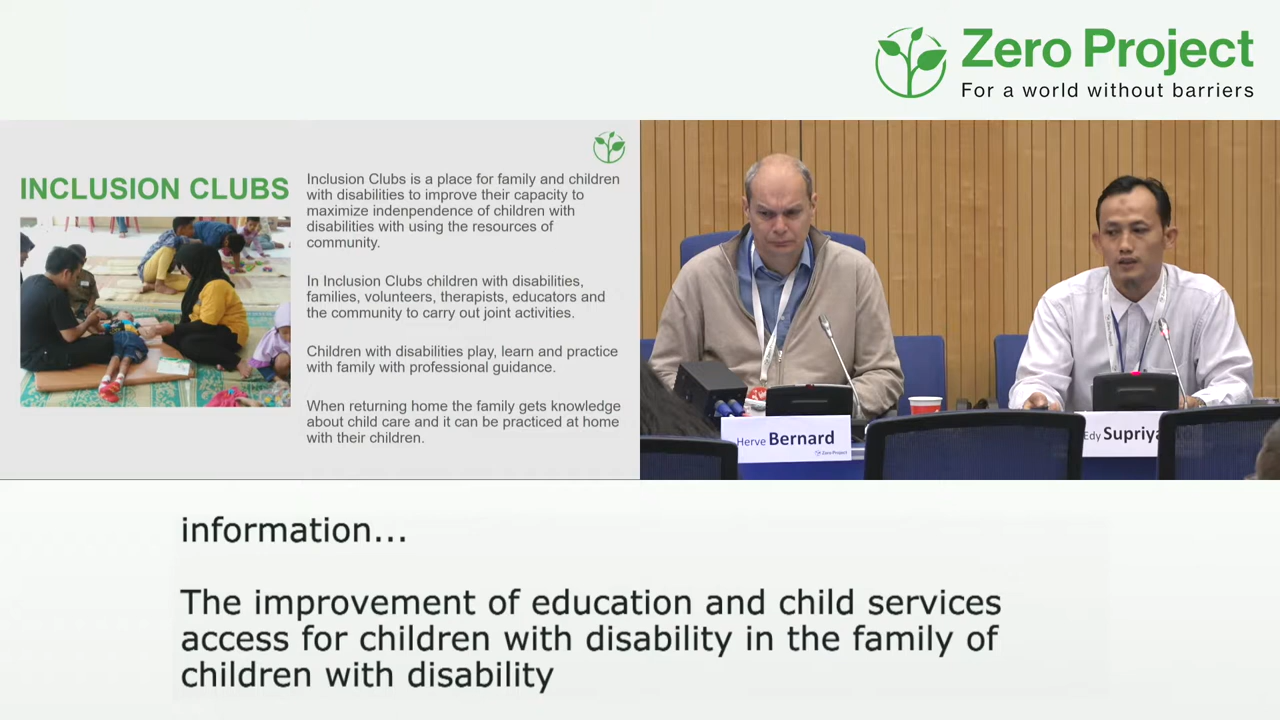 Zero Project
For a world without barriers
INCLUSION CLUBS
Inclusion Clubs is a place for family and children
with disabilities to improve their capacity to
maximize indenpendence of children with
disabilities with using the resources of
community.
In Inclusion Clubs children with disabilities,
families, volunteers, therapists, educators and
the community to carry out joint activities.
Children with disabilities play, learn and practice
with family with professional guidance.
When returning home the family gets knowledge
about child care and it can be practiced at home
with their children.
Herve Bernard
Zero Project
Edy
information...
The improvement of education and child services
access for children with disability in the family of
children with disability